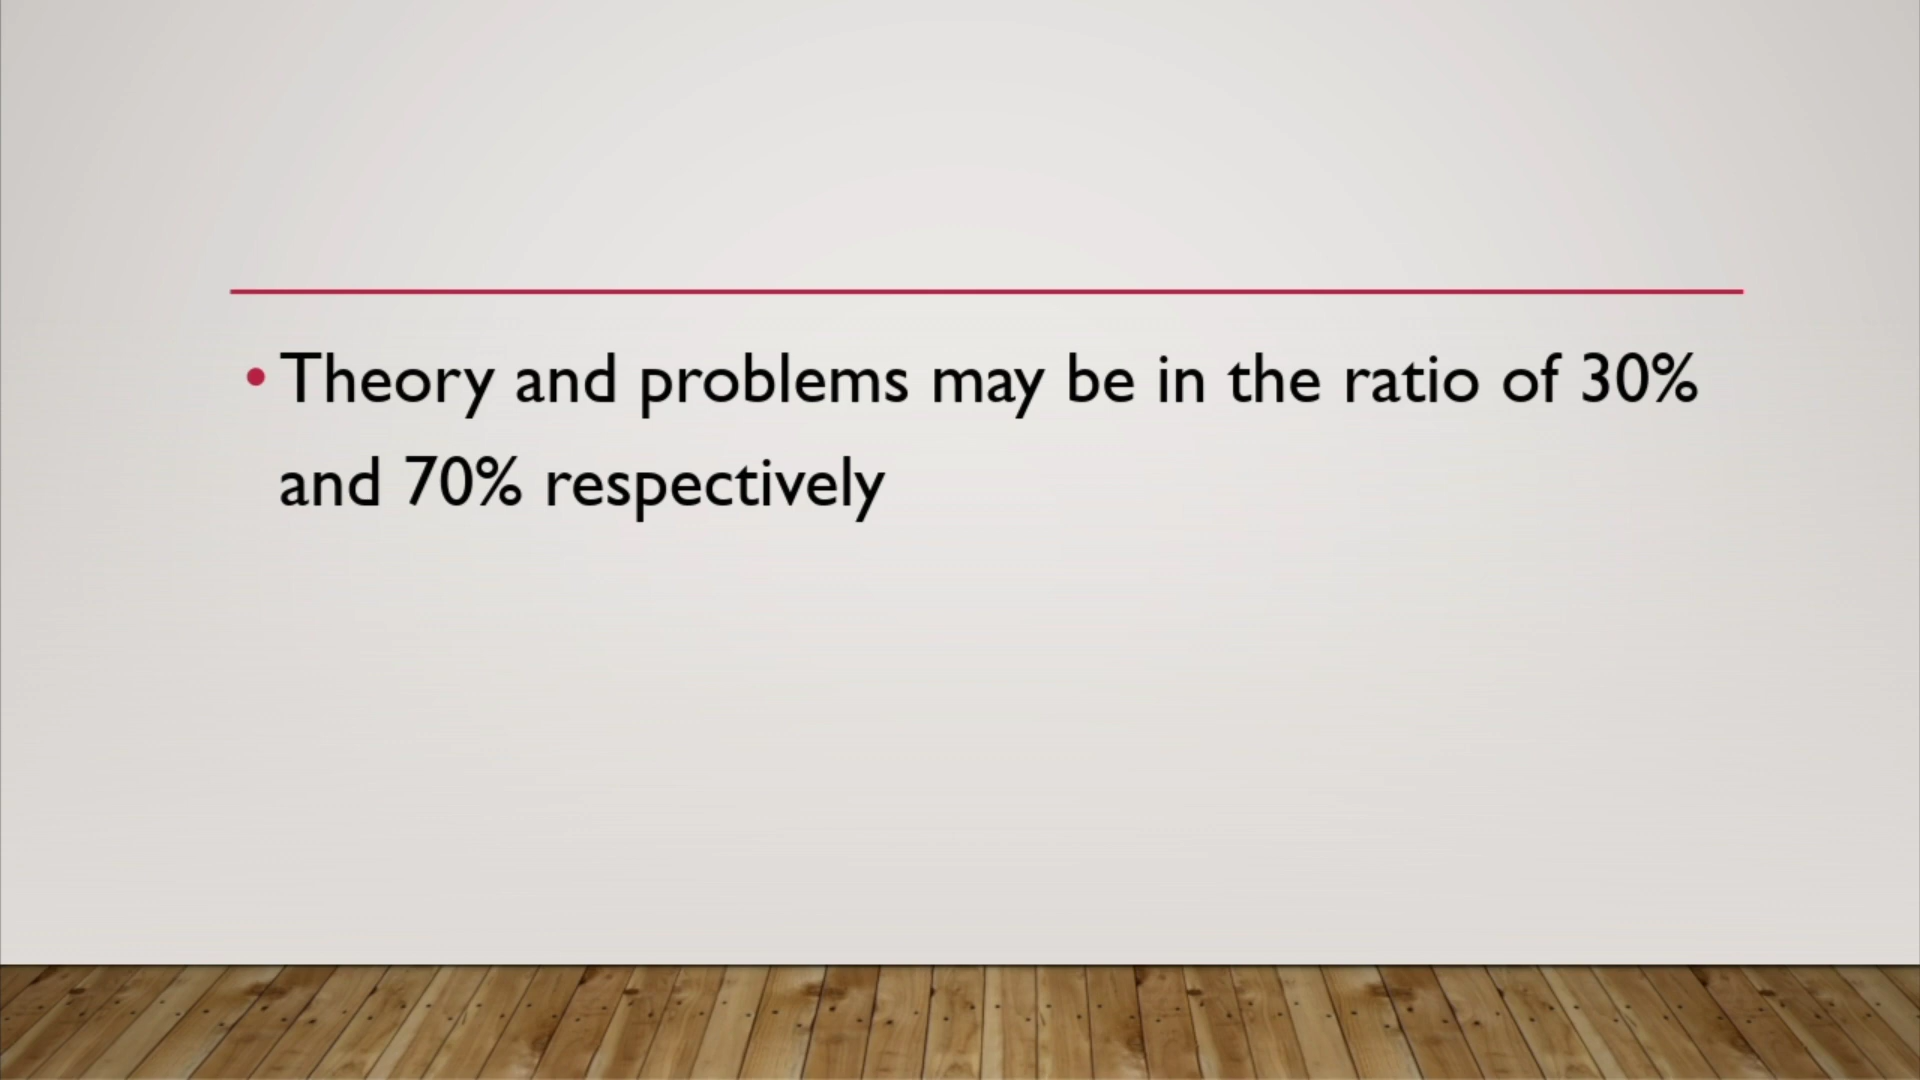 • Theory and problems may be in the ratio of 30%
and 70% respectively